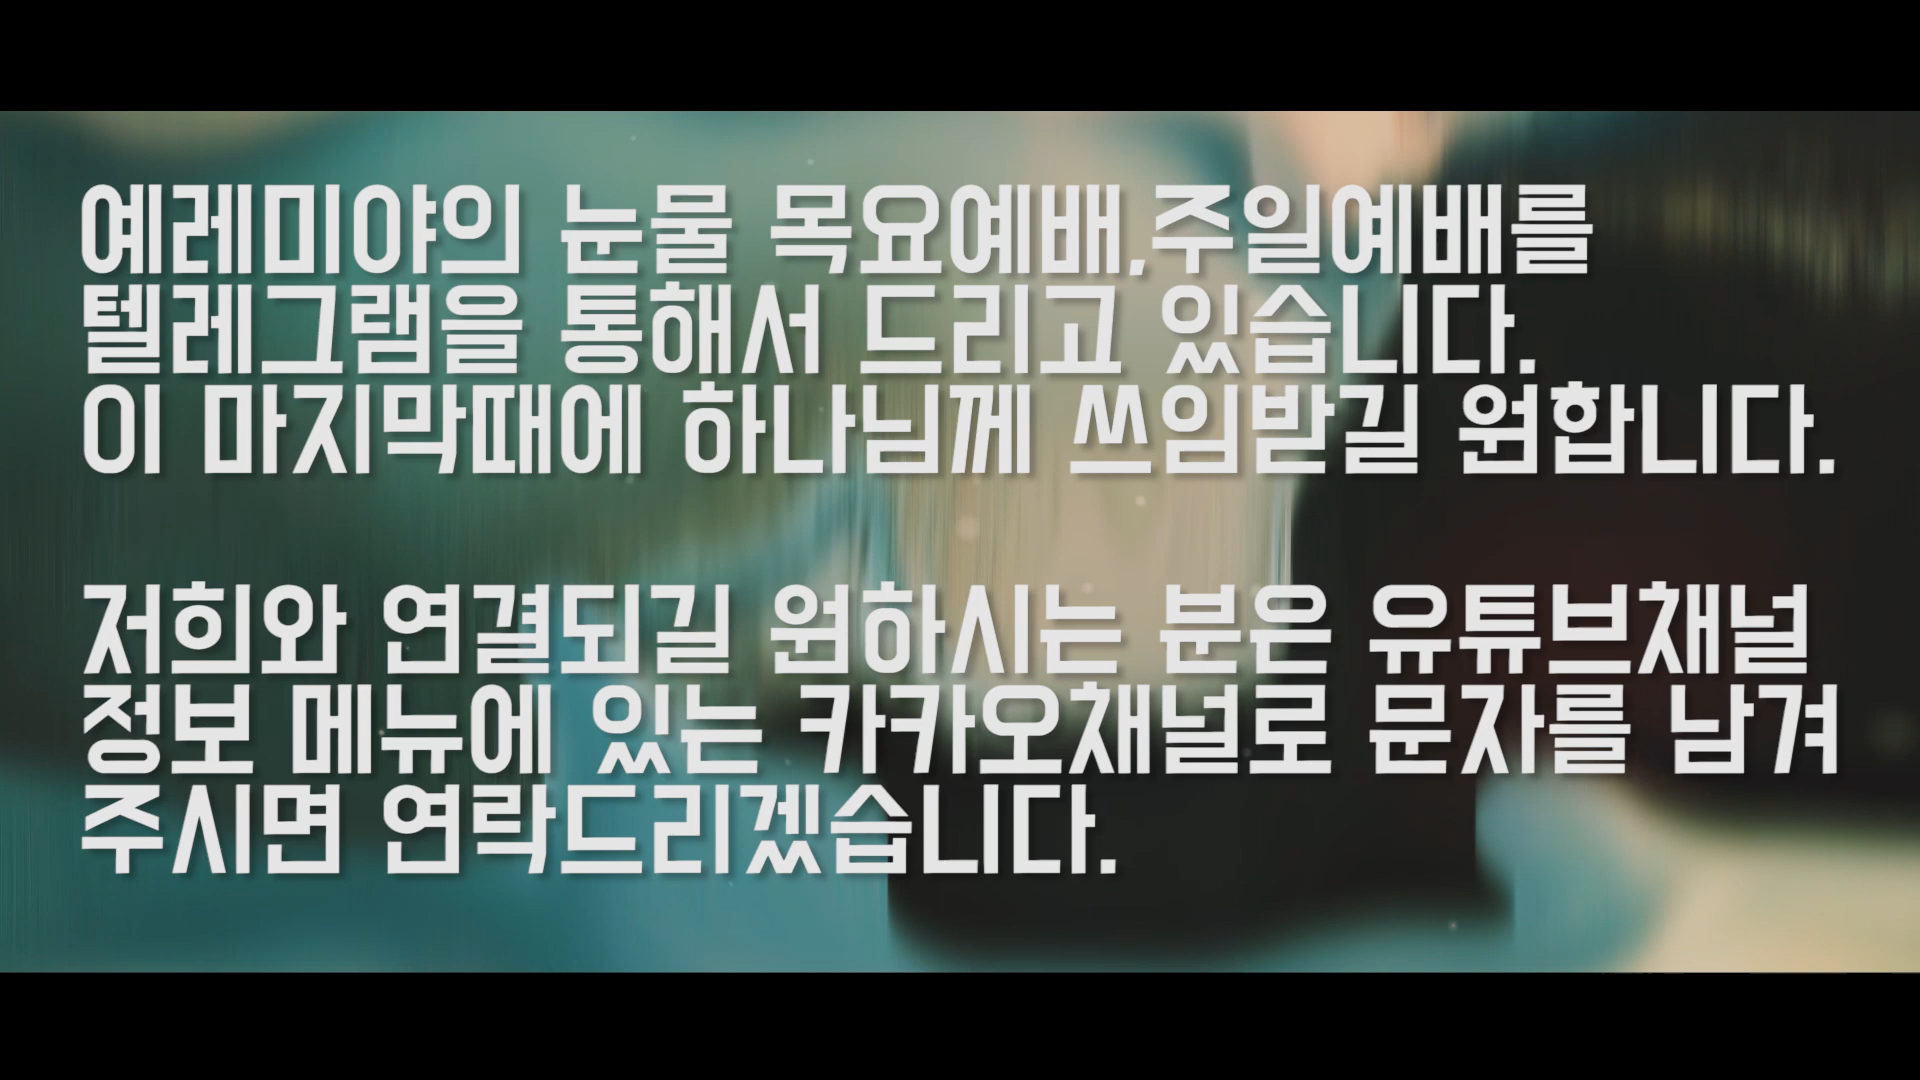 예레미야의 눈물 목요예배,주일예배를
텔레그램을 통해서 드리고 있습니다.
이 마지막때에 하나님께 쓰임받길 원합니다.
저희와 연결되길 원하시는 분은 유튜브채널
정보 메뉴에 있는 카카오채널로 문자를 남겨
주시면 연락드리겠습니다.